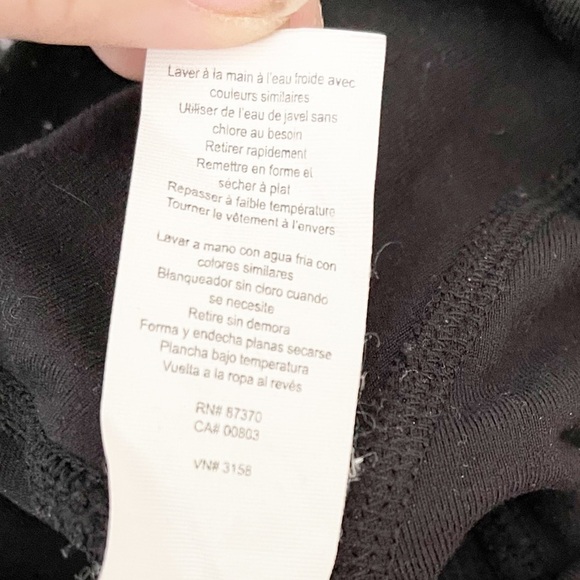 Laver à la main à l'eau froide avec
couleurs similaires
Utiliser de l'eau de javel sans
chlore au besoin
Retirer rapidement
Remettre en forme et
sécher à plat
Repasser à faible température
Tourner le vêtement à l'envers
Lavar a mano con agua fria con
colores similares
Blanqueador sin cloro cuando
se necesite
Retire sin demora
Forma y endecha planas secarse
Plancha bajo temperatura
Vuelta a la ropa al revés
RN# 87370
CA# 00803
VN# 3158